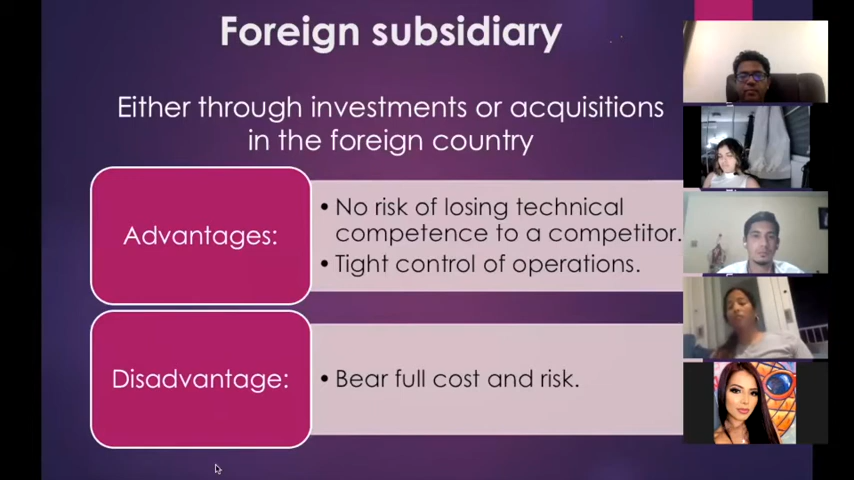 Foreign subsidiary
Either through investments or acquisitions
in the foreign country
Advantages:
• No risk of losing technical
competence to a competitor.
• Tight control of operations.
Disadvantage:
• Bear full cost and risk.